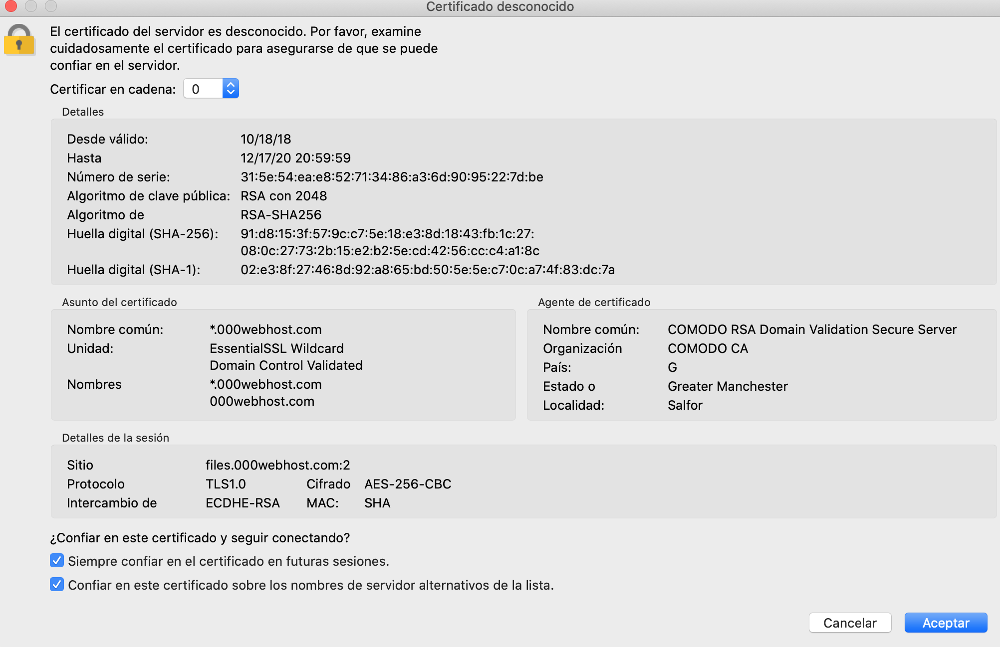 Certificado desconocido
El certificado del servidor es desconocido. Por favor, examine
cuidadosamente el certificado para asegurarse de que se puede
confiar en el servidor.
Certificar en cadena: 0
Detalles
Desde válido: 10/18/18
Hasta 12/17/20 20:59:59
Número de serie: 31:5e:54:ea:e8:52:71:34:86:a3:6d:90:95:22:7d:be
Algoritmo de clave pública: RSA con 2048
Algoritmo de RSA-SHA256
Huella digital (SHA-256): 91:d8:15:3f:57:9c:c7:5e:18:e3:8d:18:43:fb:1c:27:
08:0c:27:73:2b:15:e2:b2:5e:cd:42:56:cc:c4:a1:8c
Huella digital (SHA-1): 02:e3:8f:27:46:8d:92:a8:65:bd:50:5e:5e:c7:0c:a7:4f:83:dc:7a
Asunto del certificado
Nombre común: *.000webhost.com
Unidad: EssentialSSL Wildcard
Domain Control Validated
Nombres *.000webhost.com
000webhost.com
Agente de certificado
Nombre común: COMODO RSA Domain Validation Secure Server
Organización COMODO CA
País: G
Estado o Greater Manchester
Localidad: Salfor
Detalles de la sesión
Sitio files.000webhost.com:2
Protocolo TLS1.0 Cifrado AES-256-CBC
Intercambio de ECDHE-RSA MAC: SHA
¿Confiar en este certificado y seguir conectando?
Siempre confiar en el certificado en futuras sesiones.
Confiar en este certificado sobre los nombres de servidor alternativos de la lista.
Cancelar Aceptar